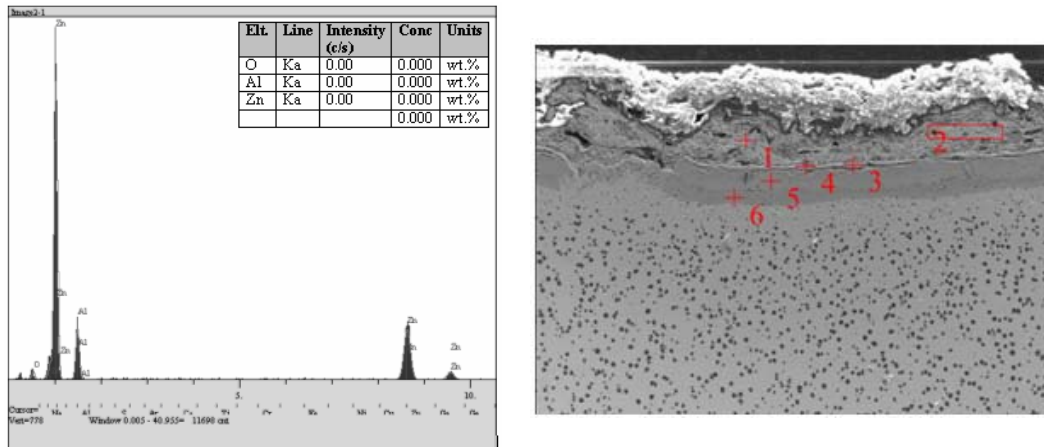 Image2-1
Elt. Line Intensity (c/s) Conc Units
O Ka 0.00 0.000 wt.%
Al Ka 0.00 0.000 wt.%
Zn Ka 0.00 0.000 wt.%
0.000 wt.%
Zn
Zn
Zn
Al
Al
Al
O
Zn
Zn
Zn
5.
10.
Cursor=
Vert=778 Window 0.005 - 40.955= 11698 cnt
1
2
3
4
5
6